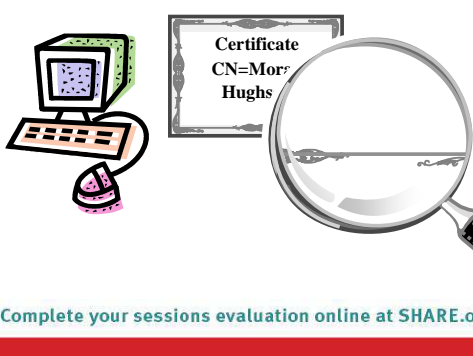 Certificate
CN=Mora
Hughs
Complete your sessions evaluation online at SHARE.o